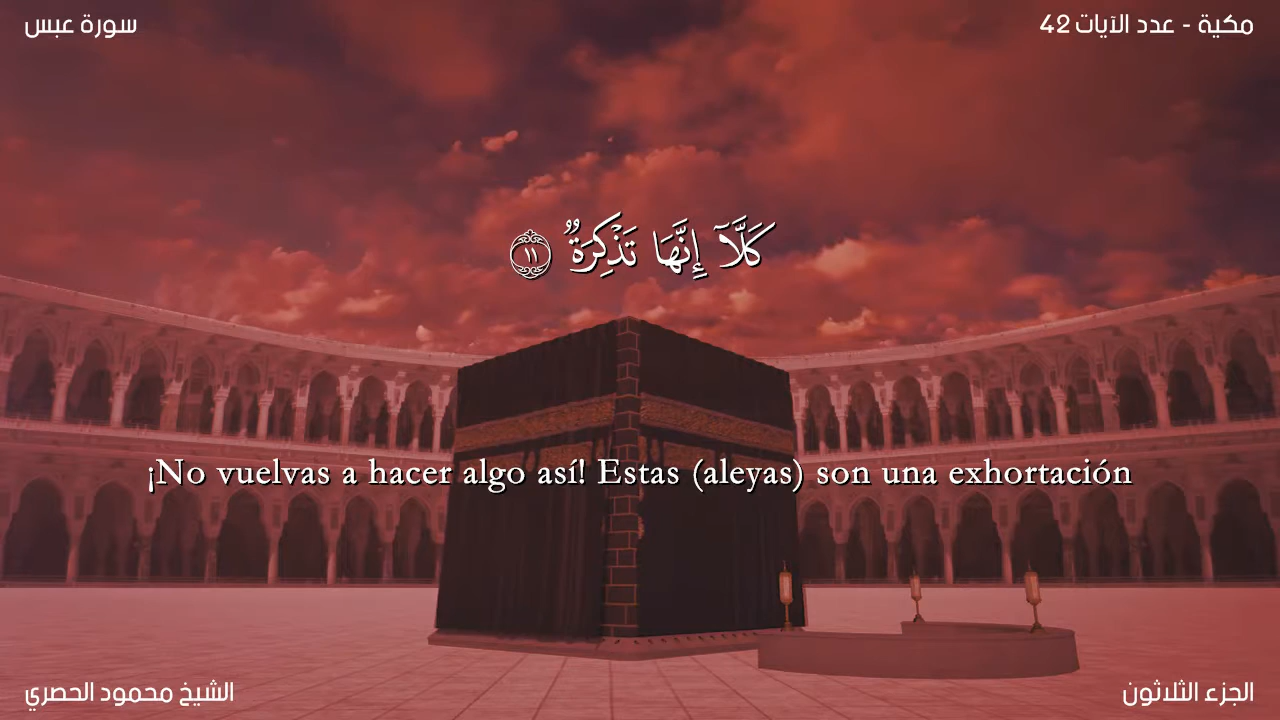 مكية - عدد الآيات 42
سورة عبس
كَلَّآ إِنَّهَا تَذْكِرَةٌۭ ۝١١
¡No vuelvas a hacer algo así! Estas (aleyas) son una exhortación
الجزء الثلاثون
الشيخ محمود الحصري